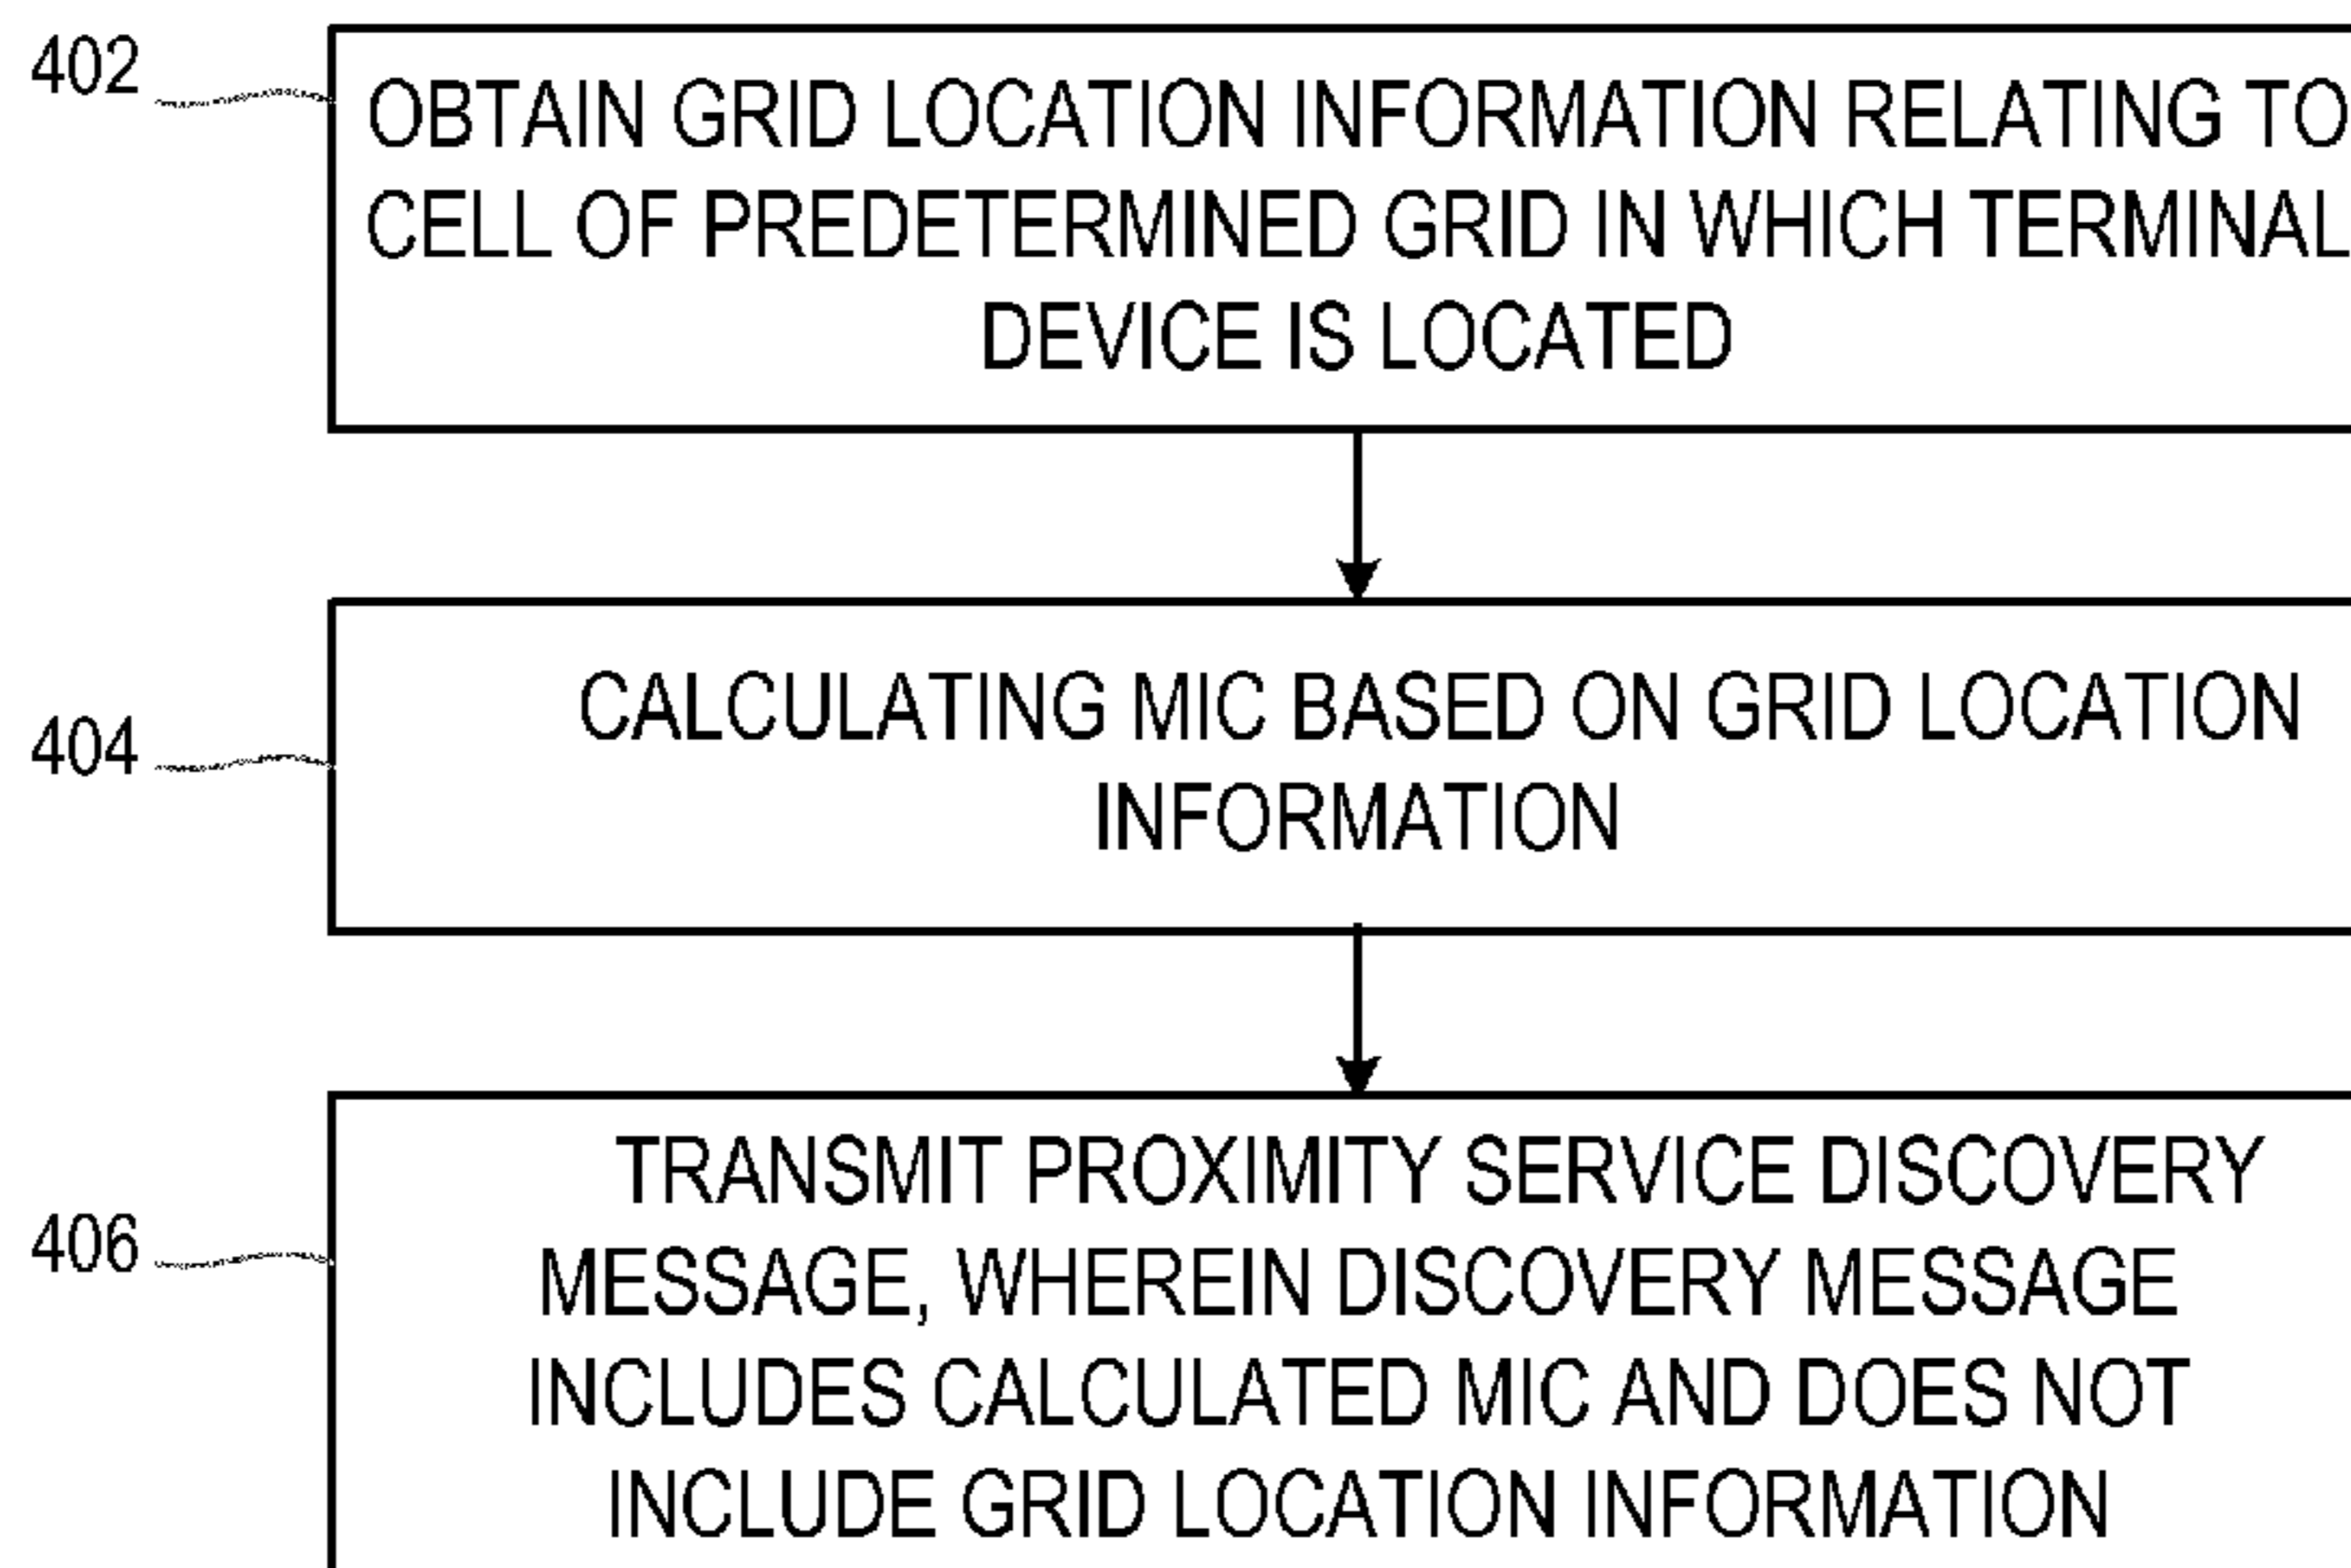 402
OBTAIN GRID LOCATION INFORMATION RELATING TO
CELL OF PREDETERMINED GRID IN WHICH TERMINAL
DEVICE IS LOCATED
404
CALCULATING MIC BASED ON GRID LOCATION
INFORMATION
406
TRANSMIT PROXIMITY SERVICE DISCOVERY
MESSAGE, WHEREIN DISCOVERY MESSAGE
INCLUDES CALCULATED MIC AND DOES NOT
INCLUDE GRID LOCATION INFORMATION